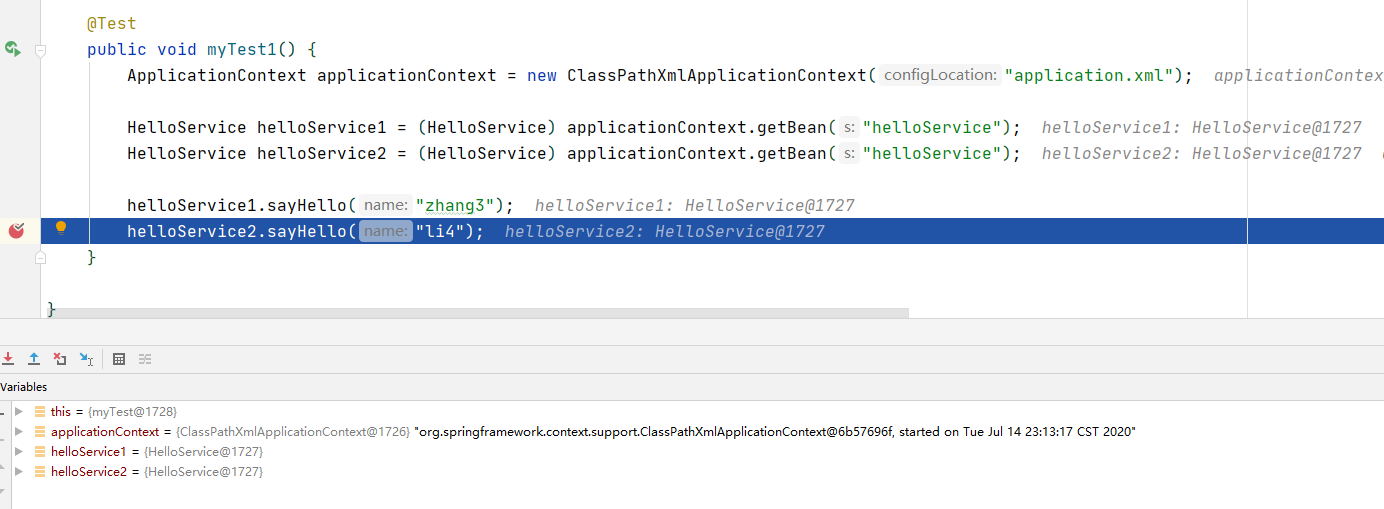 @Test
public void myTest1() {
ApplicationContext applicationContext = new ClassPathXmlApplicationContext( configLocation: "application.xml"); applicationContex
HelloService helloService1 = (HelloService) applicationContext.getBean( s: "helloService"); helloService1: HelloService@1727
HelloService helloService2 = (HelloService) applicationContext.getBean( s: "helloService"); helloService2: HelloService@1727
helloService1.sayHello( name: "zhang3"); helloService1: HelloService@1727
helloService2.sayHello( name: "li4"); helloService2: HelloService@1727
}
}
Variables
this = {myTest@1728}
applicationContext = {ClassPathXmlApplicationContext@1726} "org.springframework.context.support.ClassPathXmlApplicationContext@6b57696f, started on Tue Jul 14 23:13:17 CST 2020"
helloService1 = {HelloService@1727}
helloService2 = {HelloService@1727}